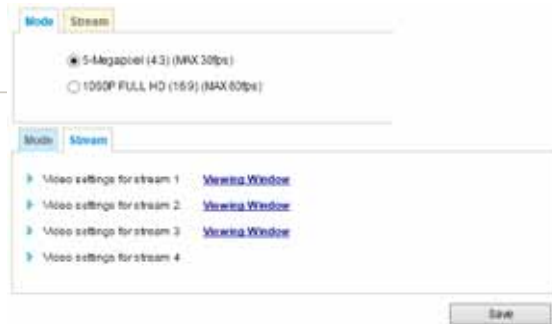 Mode Stream
5-Megapixel (4:3) (MAX 30fps)
1080P FULL HD (16:9) (MAX 60fps)
Mode Stream
Video settings for stream 1 Viewing Window
Video settings for stream 2 Viewing Window
Video settings for stream 3 Viewing Window
Video settings for stream 4
Save